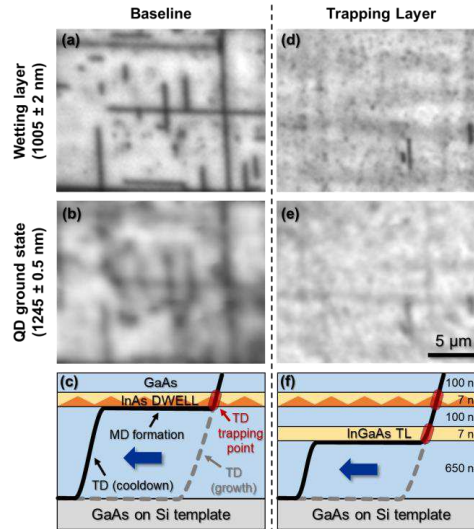 Baseline
Trapping Layer
Wetting layer
(1005 ± 2 nm)
(a)
(d)
QD ground state
(1245 ± 0.5 nm)
(b)
(e)
5 µm
(c)
GaAs
InAs DWELL
MD formation
TD
trapping
point
TD (cooldown)
TD
(growth)
GaAs on Si template
(f)
100 n
7 n
100 n
InGaAs TL
7 n
650 n
GaAs on Si template